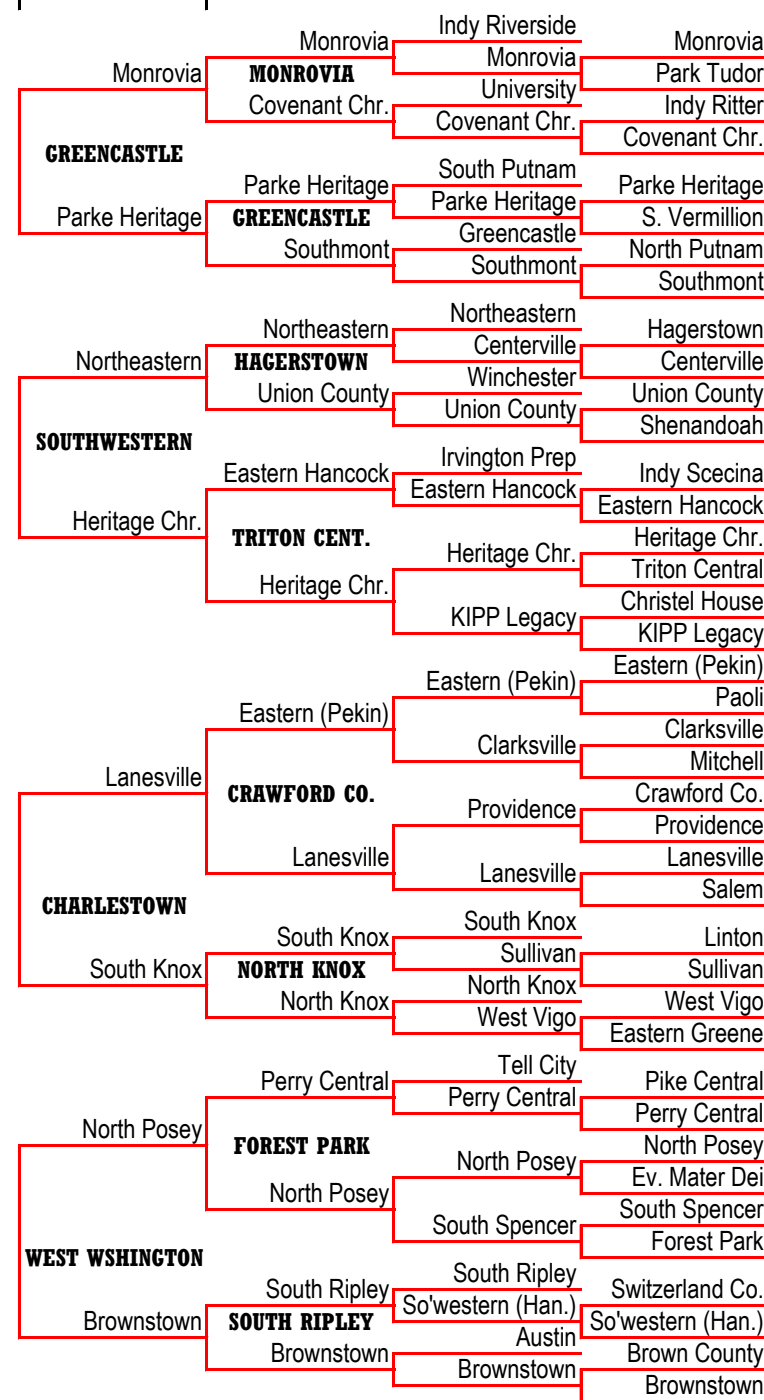 Indy Riverside
Monrovia Monrovia
Monrovia
Monrovia MONROVIA Park Tudor
University
Covenant Chr. Indy Ritter
Covenant Chr.
Covenant Chr.
GREENCASTLE
South Putnam
Parke Heritage Parke Heritage
Parke Heritage
Parke Heritage GREENCASTLE S. Vermillion
Greencastle
Southmont North Putnam
Southmont
Southmont
Northeastern
Northeastern Hagerstown
Centerville
Northeastern HAGERSTOWN Centerville
Winchester
Union County Union County
Union County
Shenandoah
SOUTHWESTERN
Irvington Prep
Eastern Hancock Indy Scecina
Eastern Hancock
Eastern Hancock
Heritage Chr.
Heritage Chr.
TRITON CENT.
Heritage Chr.
Triton Central
Heritage Chr.
Christel House
KIPP Legacy
KIPP Legacy
Eastern (Pekin)
Eastern (Pekin)
Paoli
Eastern (Pekin)
Clarksville
Clarksville
Mitchell
Lanesville
CRAWFORD CO.
Crawford Co.
Providence
Providence
Lanesville
Lanesville
Lanesville
Salem
CHARLESTOWN
South Knox
South Knox Linton
Sullivan
South Knox NORTH KNOX Sullivan
North Knox
North Knox West Vigo
West Vigo
Eastern Greene
Tell City
Perry Central Pike Central
Perry Central
Perry Central
North Posey
North Posey
FOREST PARK
North Posey
Ev. Mater Dei
North Posey
South Spencer
South Spencer
Forest Park
WEST WSHINGTON
South Ripley
South Ripley Switzerland Co.
So'western (Han.)
Brownstown SOUTH RIPLEY So'western (Han.)
Austin
Brownstown Brown County
Brownstown
Brownstown